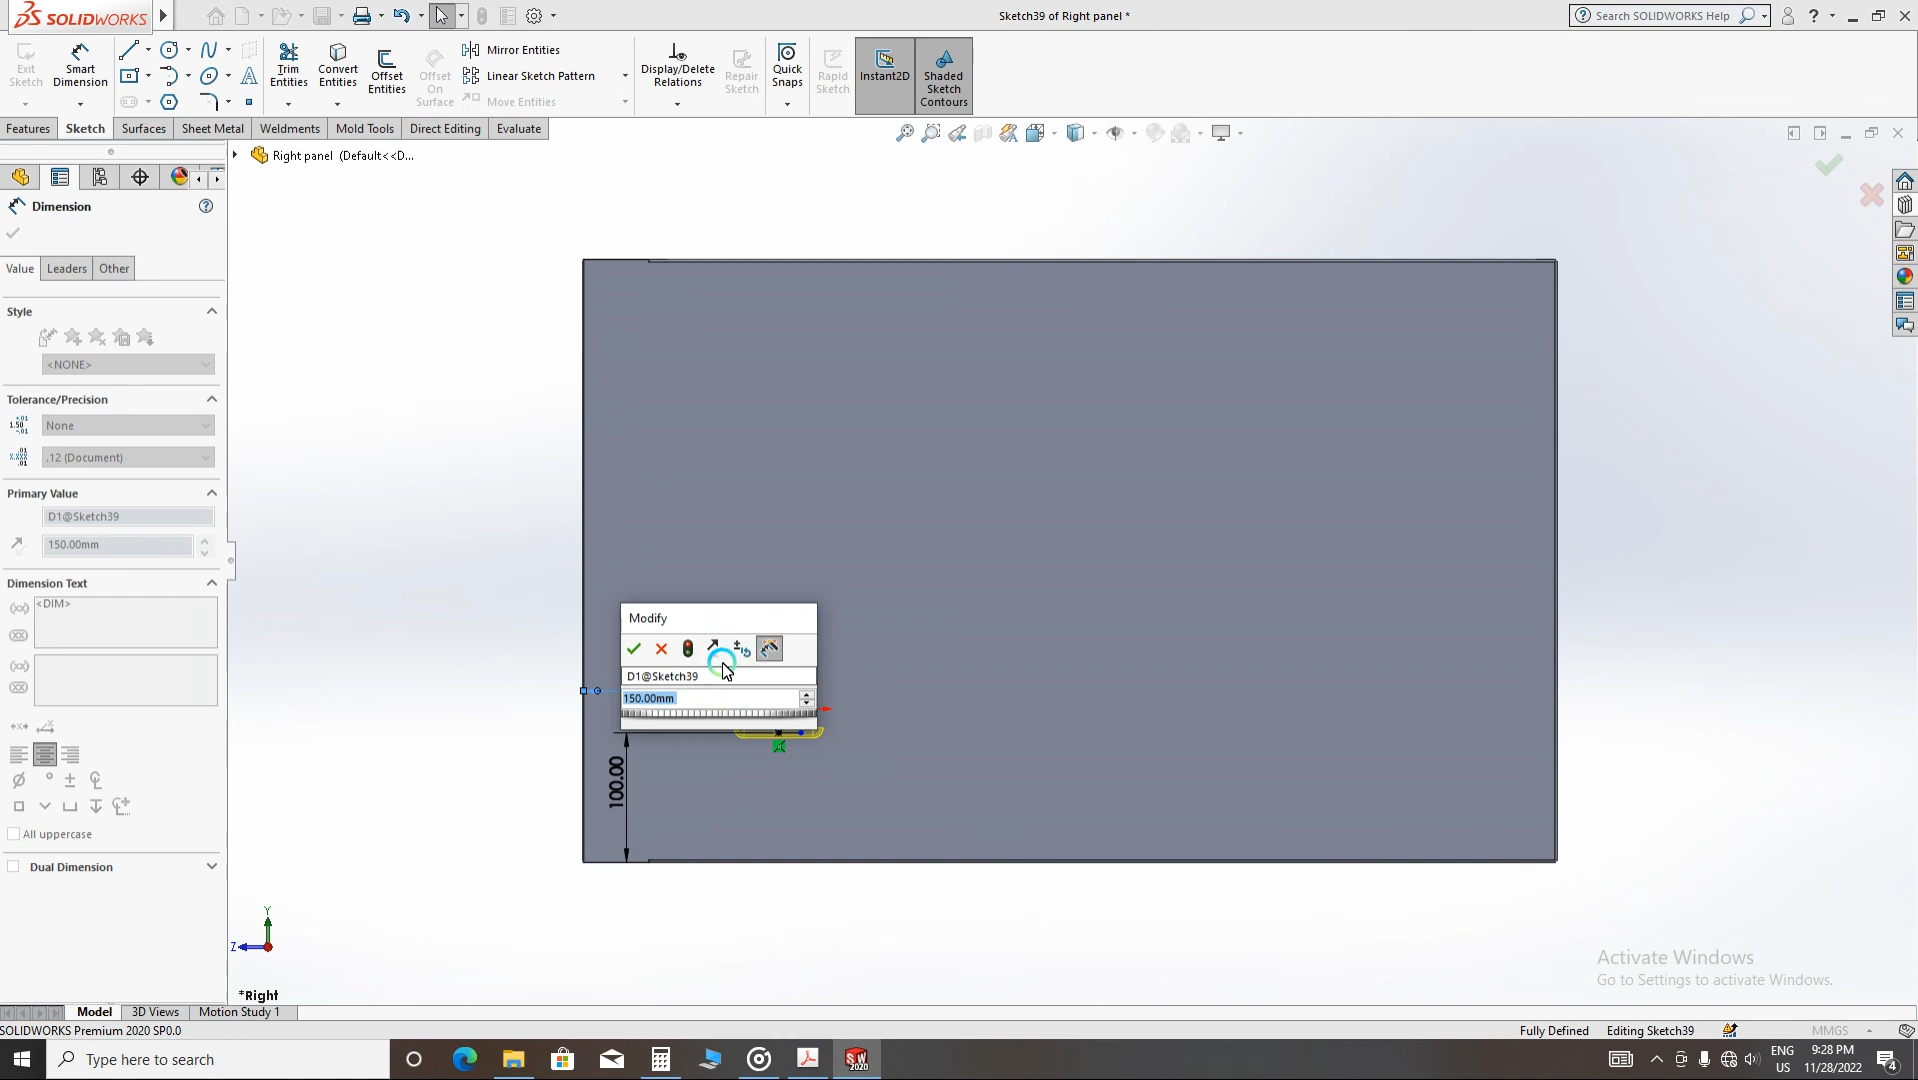 SOLIDWORKS
Sketch39 of Right panel *
Search SOLIDWORKS Help
Exit Sketch
Smart Dimension
Trim Entities
Convert Entities
Offset Entities
Offset On Surface
Mirror Entities
Linear Sketch Pattern
Move Entities
Display/Delete Relations
Repair Sketch
Quick Snaps
Rapid Sketch
Instant2D
Shaded Sketch Contours
Features
Sketch
Surfaces
Sheet Metal
Weldments
Mold Tools
Direct Editing
Evaluate
Right panel (Default<<D...
Dimension
Value
Leaders
Other
Style
<NONE>
Tolerance/Precision
None
.12 (Document)
Primary Value
D1@Sketch39
150.00mm
Dimension Text
<DIM>
All uppercase
Dual Dimension
Modify
D1@Sketch39
150.00mm
100.00
Y
Z
*Right
Activate Windows
Go to Settings to activate Windows.
Model
3D Views
Motion Study 1
SOLIDWORKS Premium 2020 SP0.0
Fully Defined
Editing Sketch39
MMGS
Type here to search
ENG
US
9:28 PM
11/28/2022
4